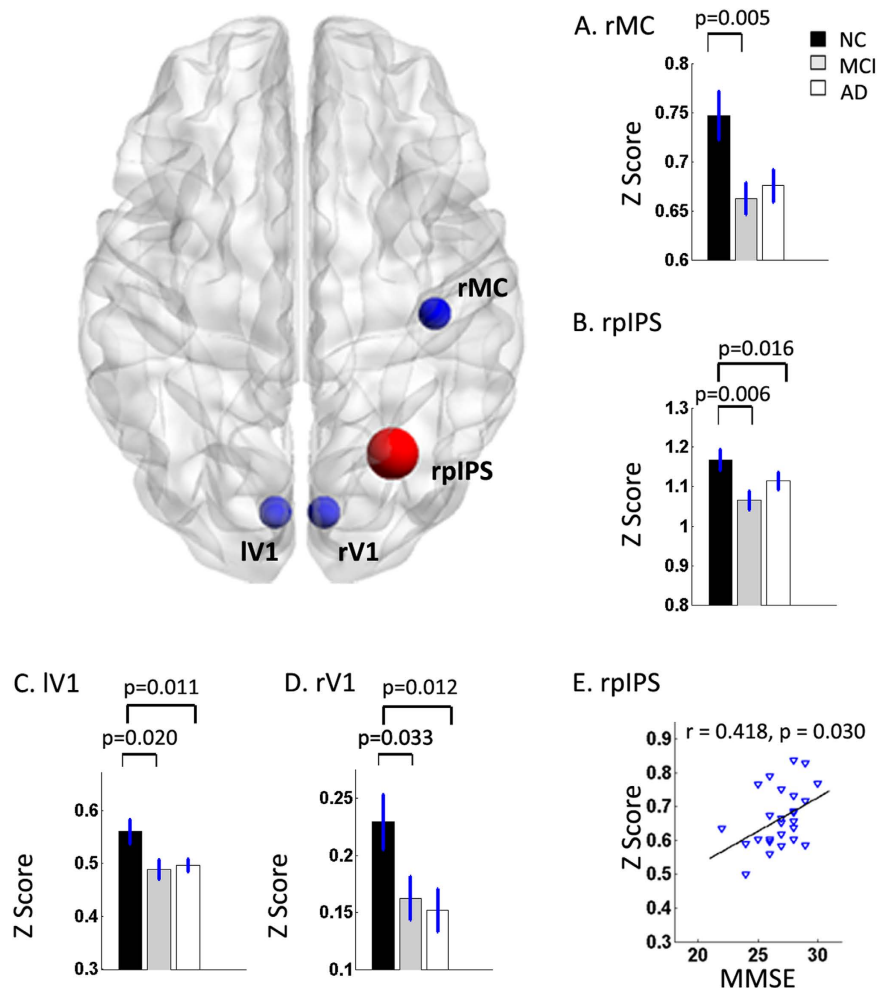 A. rMC
p=0.005
NC
MCI
AD
0.8
0.75
0.7
0.65
0.6
Z Score
rMC
rpIPS
lV1
rV1
B. rpIPS
p=0.016
p=0.006
1.3
1.2
1.1
1
0.9
0.8
Z Score
C. lV1
p=0.011
p=0.020
0.6
0.5
0.4
0.3
Z Score
D. rV1
p=0.012
p=0.033
0.25
0.2
0.15
0.1
Z Score
E. rpIPS
r = 0.418, p = 0.030
0.9
0.8
0.7
0.6
0.5
0.4
0.3
Z Score
20 25 30
MMSE